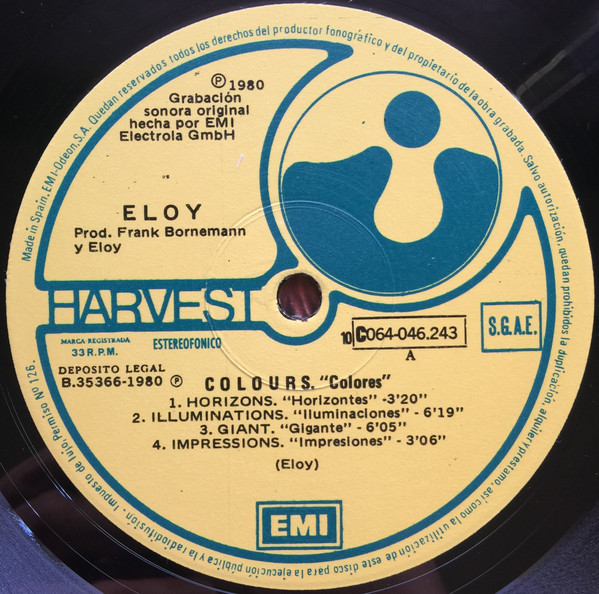 Made in Spain. EMI-Odeon, S.A. Quedan reservados todos los derechos del productor fonográfico y del propietario de la obra grabada. Salvo autorización, quedan prohibidos la duplicación, alquiler y préstamo, así como la utilización de este disco para la ejecución pública y la radiodifusion. Impuesto de lujo, Permiso Nº 126.
℗ 1980
Grabación
sonora original
hecha por EMI
Electrola GmbH
ELOY
Prod. Frank Bornemann
y Eloy
HARVEST
MARCA REGISTRADA
33 R.P.M.
ESTEREOFONICO
10 C064-046.243
A
S.G.A.E.
DEPOSITO LEGAL
B.35366-1980 ℗
COLOURS. "Colores"
1. HORIZONS. "Horizontes" -3'20"
2. ILLUMINATIONS. "Iluminaciones" - 6'19"
3. GIANT. "Gigante" - 6'05"
4. IMPRESSIONS. "Impresiones" - 3'06"
(Eloy)
EMI